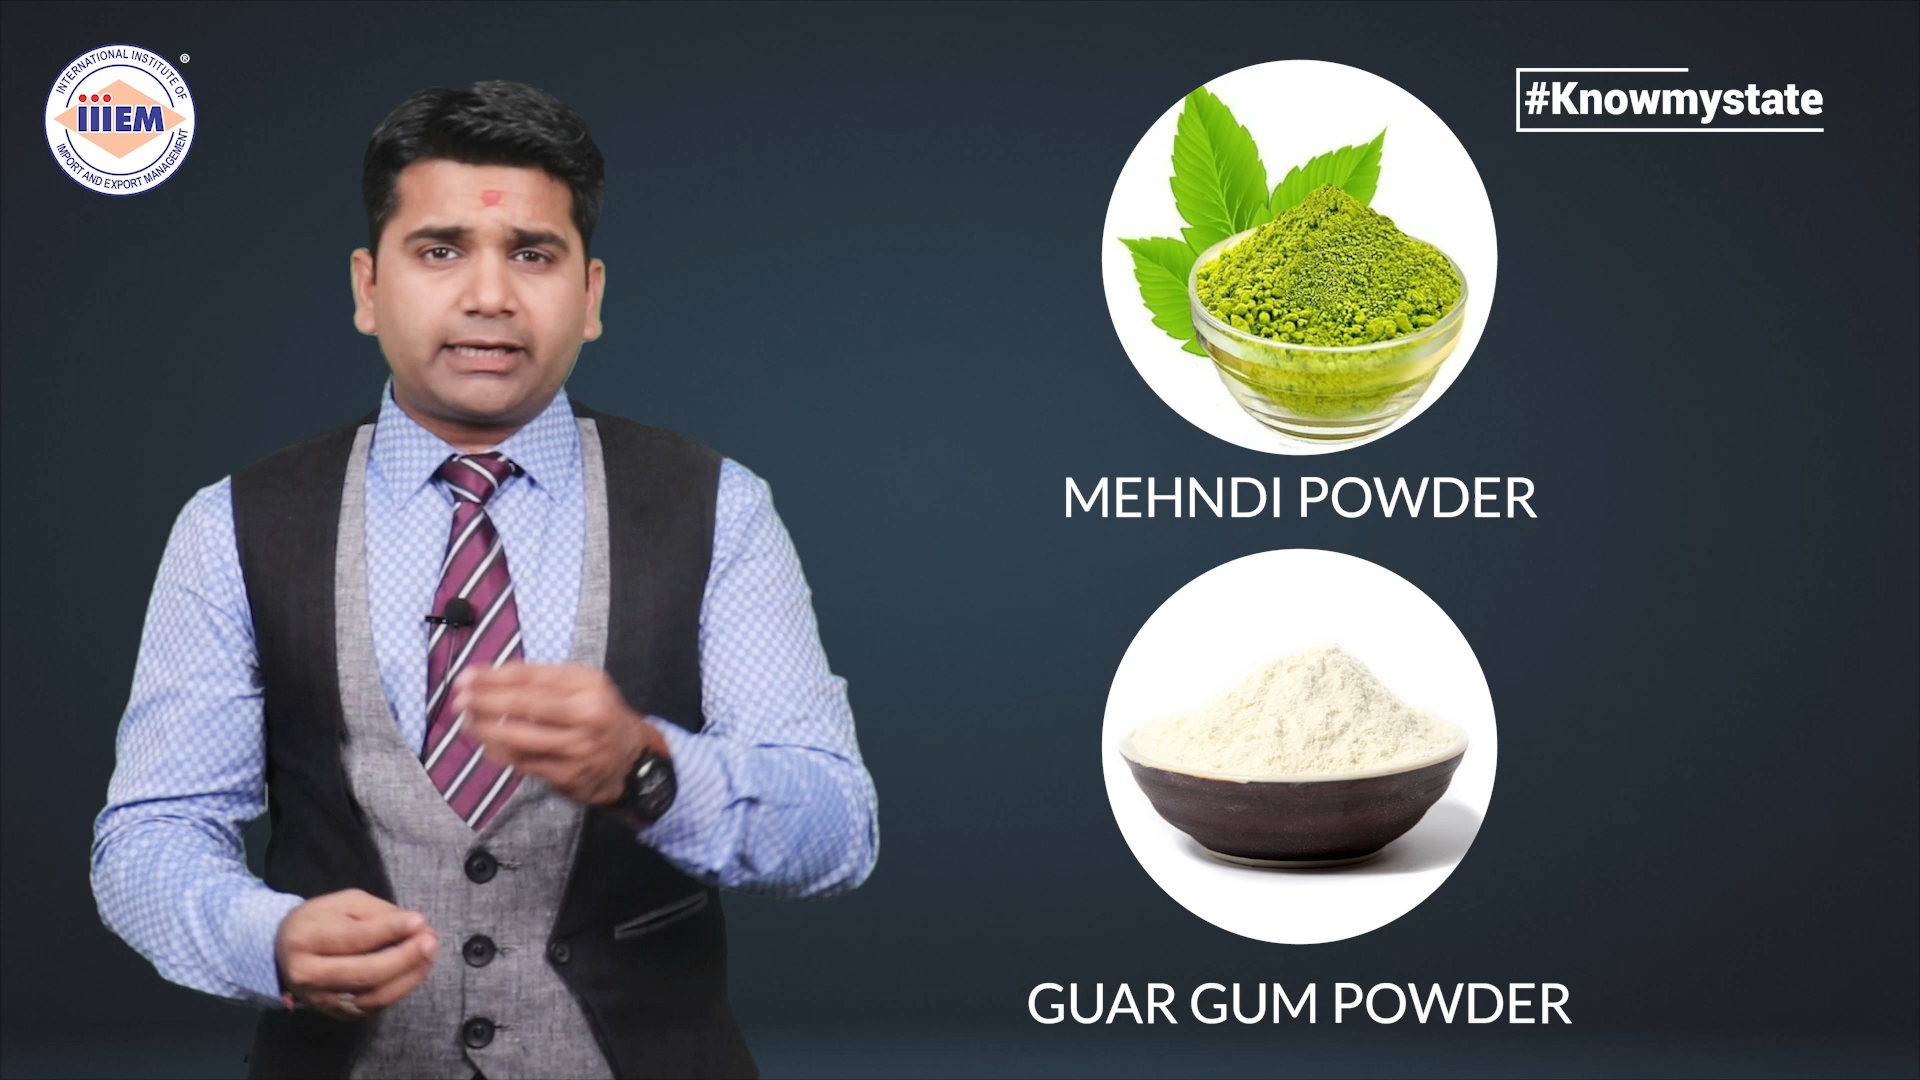 INTERNATIONAL INSTITUTE OF
®
iiiEM
IMPORT AND EXPORT MANAGEMENT
#Knowmystate
MEHNDI POWDER
GUAR GUM POWDER